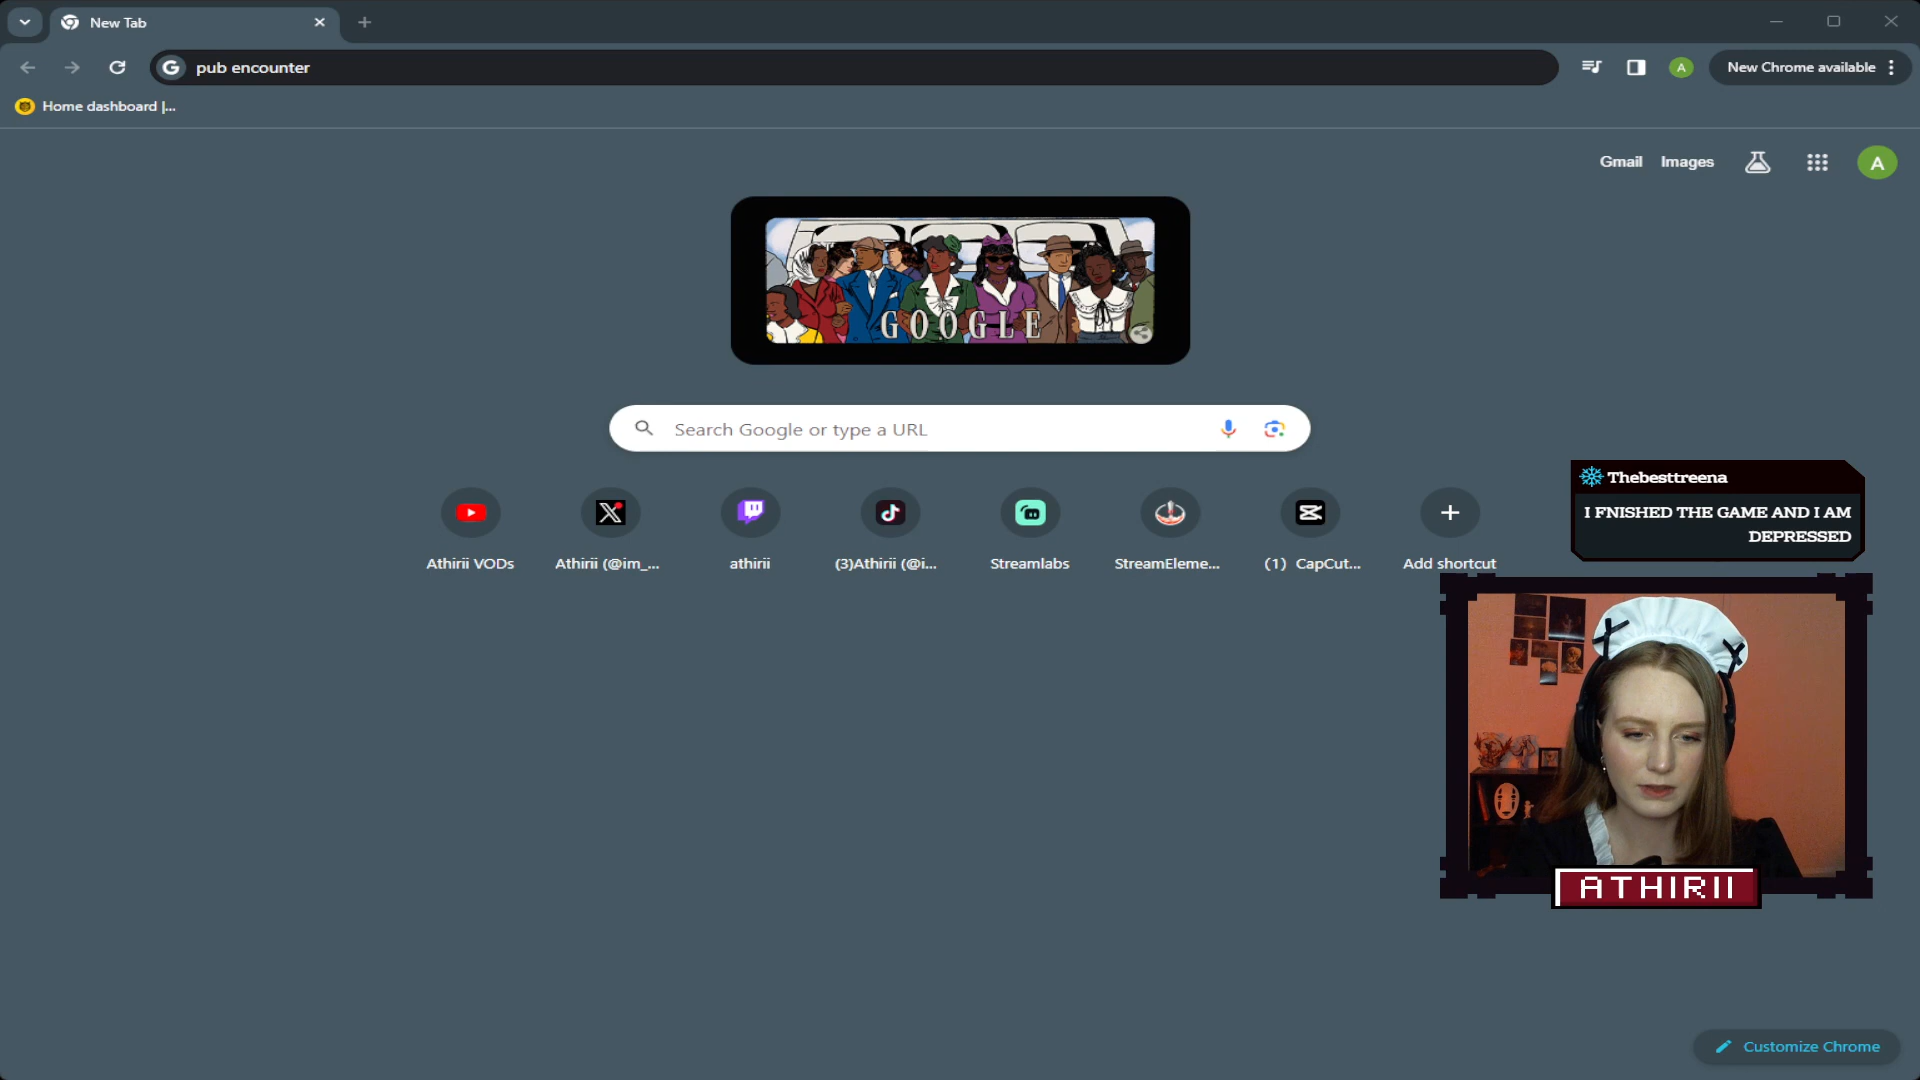 New Tab
pub encounter
A
New Chrome available
Home dashboard |...
Gmail
Images
A
GOOGLE
Search Google or type a URL
Athirii VODs
Athirii (@im_...
athirii
(3)Athirii (@i...
Streamlabs
StreamEleme...
(1) CapCut...
Add shortcut
Thebesttreena
I FNISHED THE GAME AND I AM
DEPRESSED
ATHIRII
Customize Chrome